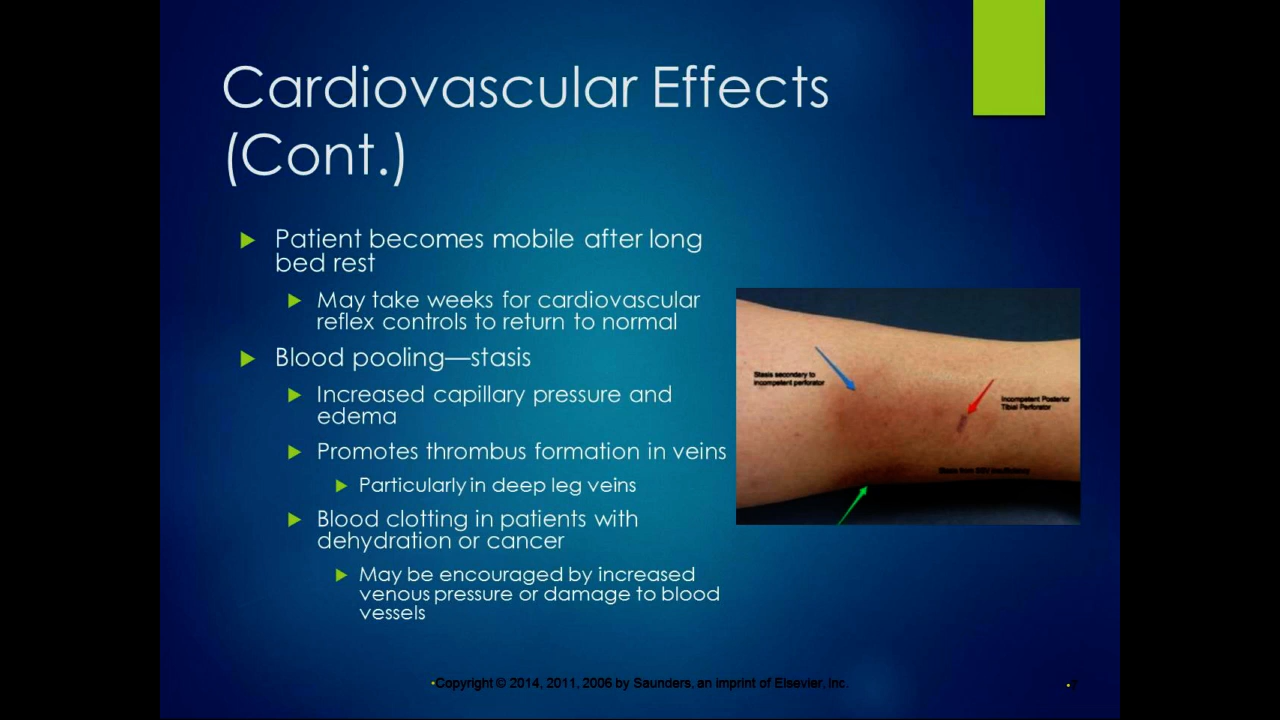 Cardiovascular Effects
(Cont.)
Patient becomes mobile after long
bed rest
May take weeks for cardiovascular
reflex controls to return to normal
Blood pooling—stasis
Increased capillary pressure and
edema
Promotes thrombus formation in veins
Particularly in deep leg veins
Blood clotting in patients with
dehydration or cancer
May be encouraged by increased
venous pressure or damage to blood
vessels
Stasis secondary to
incompetent perforator
Incompetent Posterior
Tibial Perforator
Stasis from
•Copyright © 2014, 2011, 2006 by Saunders, an imprint of Elsevier, Inc.